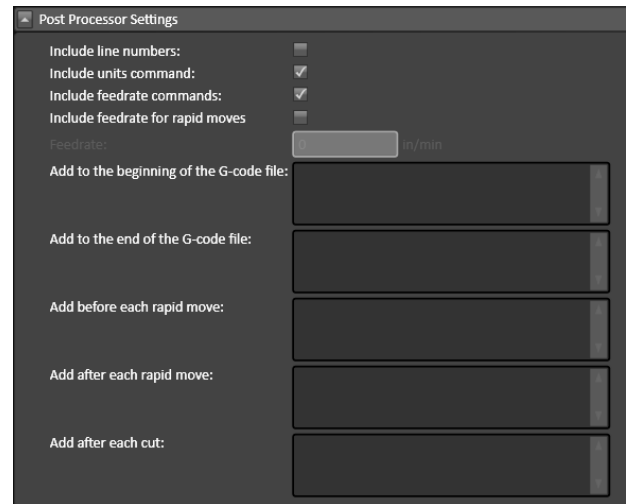 Post Processor Settings
Include line numbers:
Include units command:
Include feedrate commands:
Include feedrate for rapid moves
Feedrate: 0 in/min
Add to the beginning of the G-code file:
Add to the end of the G-code file:
Add before each rapid move:
Add after each rapid move:
Add after each cut: